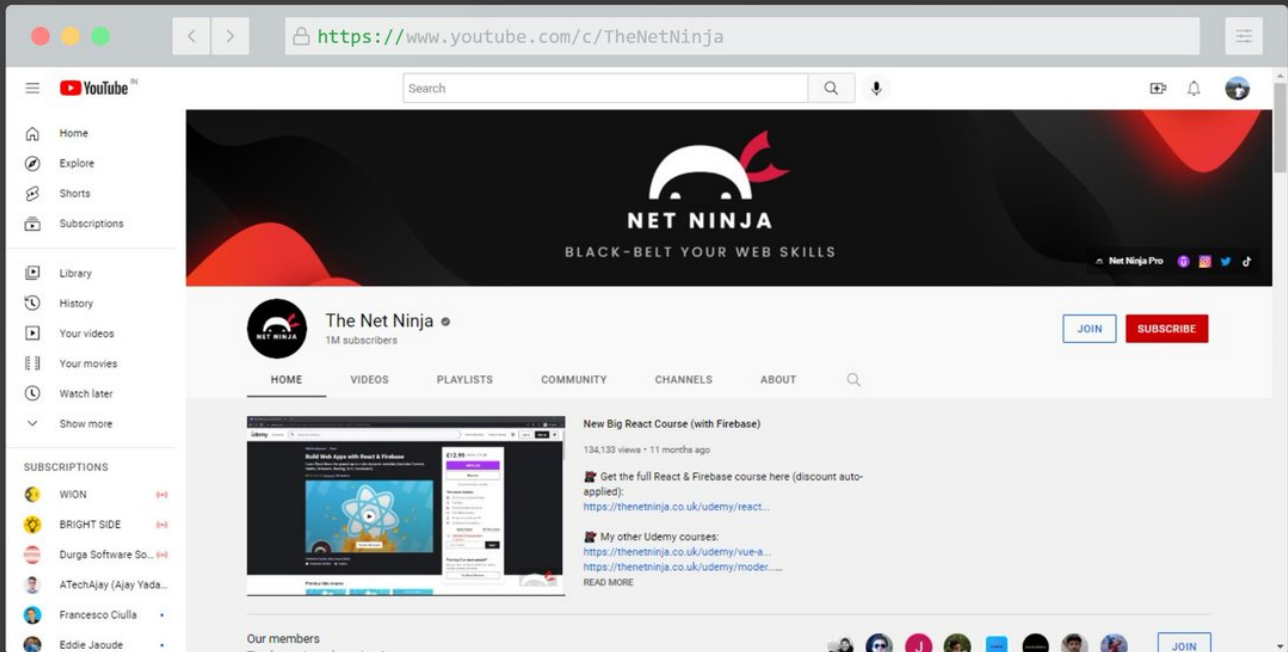 https://www.youtube.com/c/TheNetNinja
YouTube IN
Search
Home
Explore
Shorts
Subscriptions
Library
History
Your videos
Your movies
Watch later
Show more
SUBSCRIPTIONS
WION
BRIGHT SIDE
Durga Software So...
ATechAjay (Ajay Yada...
Francesco Ciulla
Eddie Jaoude
NET NINJA
BLACK-BELT YOUR WEB SKILLS
Net Ninja Pro
NET NINJA
The Net Ninja
1M subscribers
JOIN
SUBSCRIBE
HOME
VIDEOS
PLAYLISTS
COMMUNITY
CHANNELS
ABOUT
Build Web Apps with React & Firebase
£12.99
New Big React Course (with Firebase)
134,133 views • 11 months ago
Get the full React & Firebase course here (discount auto-
applied):
https://thenetninja.co.uk/udemy/react...
My other Udemy courses:
https://thenetninja.co.uk/udemy/vue-a...
https://thenetninja.co.uk/udemy/moder......
READ MORE
Our members
JOIN